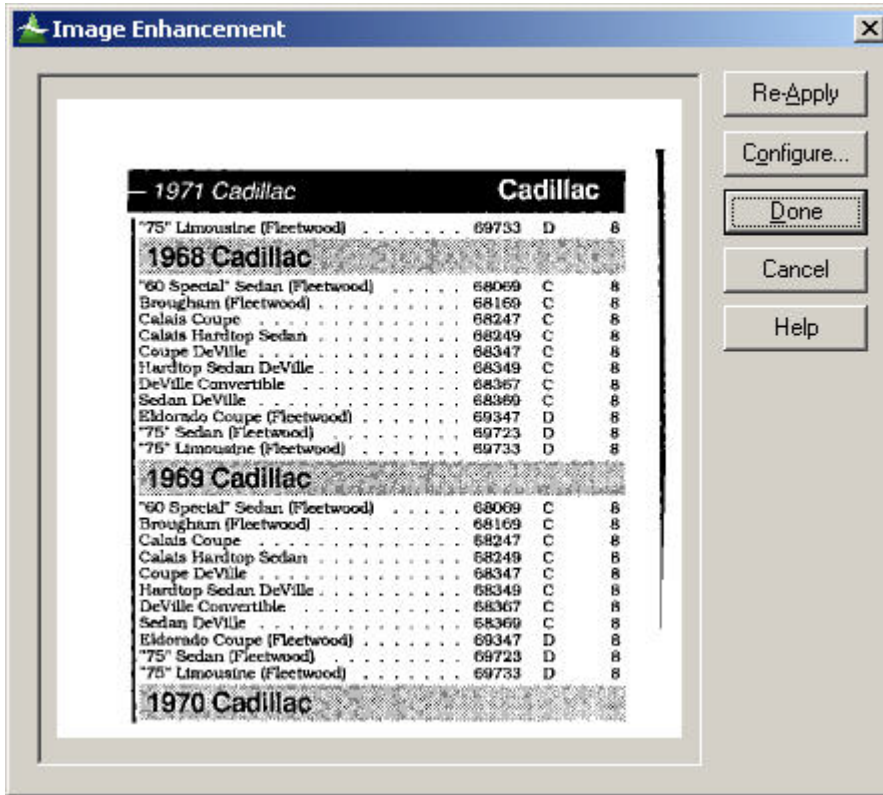 Image Enhancement
Re-Apply
Configure...
Done
Cancel
Help
– 1971 Cadillac Cadillac
"75" Limousine (Fleetwood) . . . . . . . 69733 D 8
1968 Cadillac
"60 Special" Sedan (Fleetwood) . . . . . 68069 C 8
Brougham (Fleetwood) . . . . . . . . . 68169 C 8
Calais Coupe . . . . . . . . . . . . . 68247 C 8
Calais Hardtop Sedan . . . . . . . . . 68249 C 8
Coupe DeVille . . . . . . . . . . . . . 68347 C 8
Hardtop Sedan DeVille . . . . . . . . . 68349 C 8
DeVille Convertible . . . . . . . . . . 68367 C 8
Sedan DeVille . . . . . . . . . . . . . 68369 C 8
Eldorado Coupe (Fleetwood) . . . . . . 69347 D 8
"75" Sedan (Fleetwood) . . . . . . . . 69723 D 8
"75" Limousine (Fleetwood) . . . . . . . 69733 D 8
1969 Cadillac
"60 Special" Sedan (Fleetwood) . . . . . 68069 C 8
Brougham (Fleetwood) . . . . . . . . . 68169 C 8
Calais Coupe . . . . . . . . . . . . . 68247 C 8
Calais Hardtop Sedan . . . . . . . . . 68249 C 8
Coupe DeVille . . . . . . . . . . . . . 68347 C 8
Hardtop Sedan DeVille . . . . . . . . . 68349 C 8
DeVille Convertible . . . . . . . . . . 68367 C 8
Sedan DeVille . . . . . . . . . . . . . 68369 C 8
Eldorado Coupe (Fleetwood) . . . . . . 69347 D 8
"75" Sedan (Fleetwood) . . . . . . . . 69723 D 8
"75" Limousine (Fleetwood) . . . . . . . 69733 D 8
1970 Cadillac